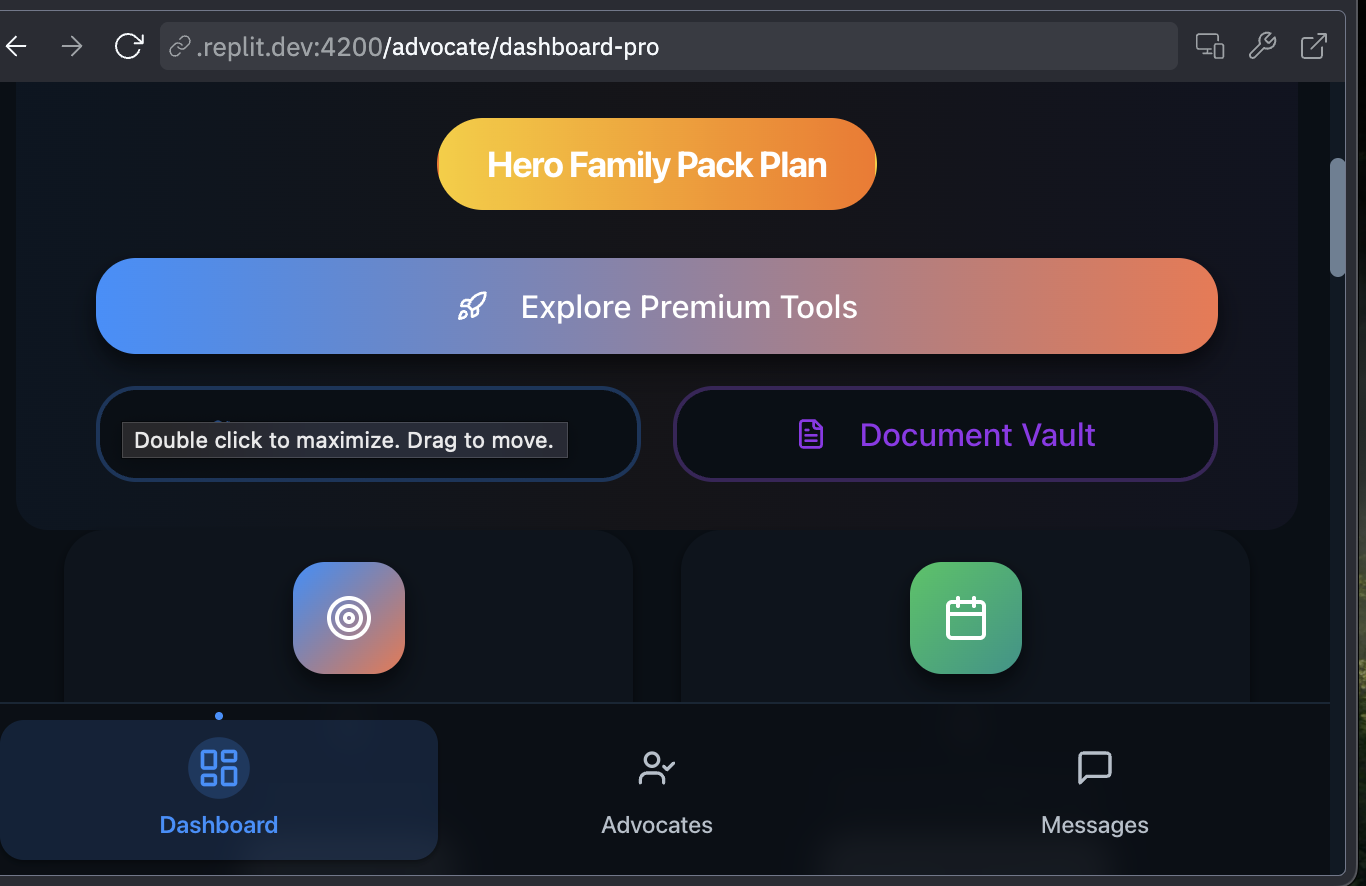 .replit.dev:4200/advocate/dashboard-pro
Hero Family Pack Plan
Explore Premium Tools
Double click to maximize. Drag to move.
Document Vault
Dashboard
Advocates
Messages